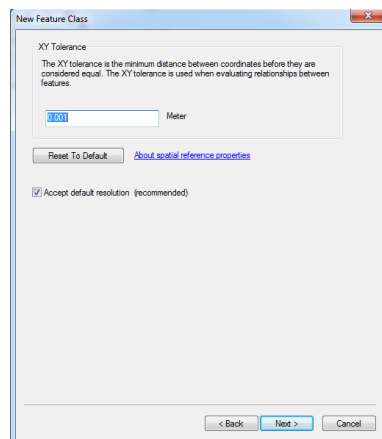 New Feature Class
XY Tolerance
The XY tolerance is the minimum distance between coordinates before they are
considered equal. The XY tolerance is used when evaluating relationships between
features.
0.001 Meter
Reset To Default About spatial reference properties
Accept default resolution (recommended)
< Back Next > Cancel